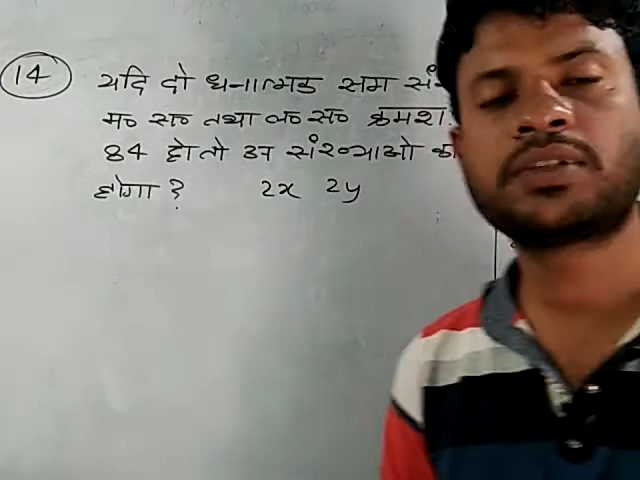 14 यदि दो धनात्मक सम सं
म० स० तथा ल० स० क्रमश.
84 हो तो उन संख्याओ का
होगा ?
2x 2y